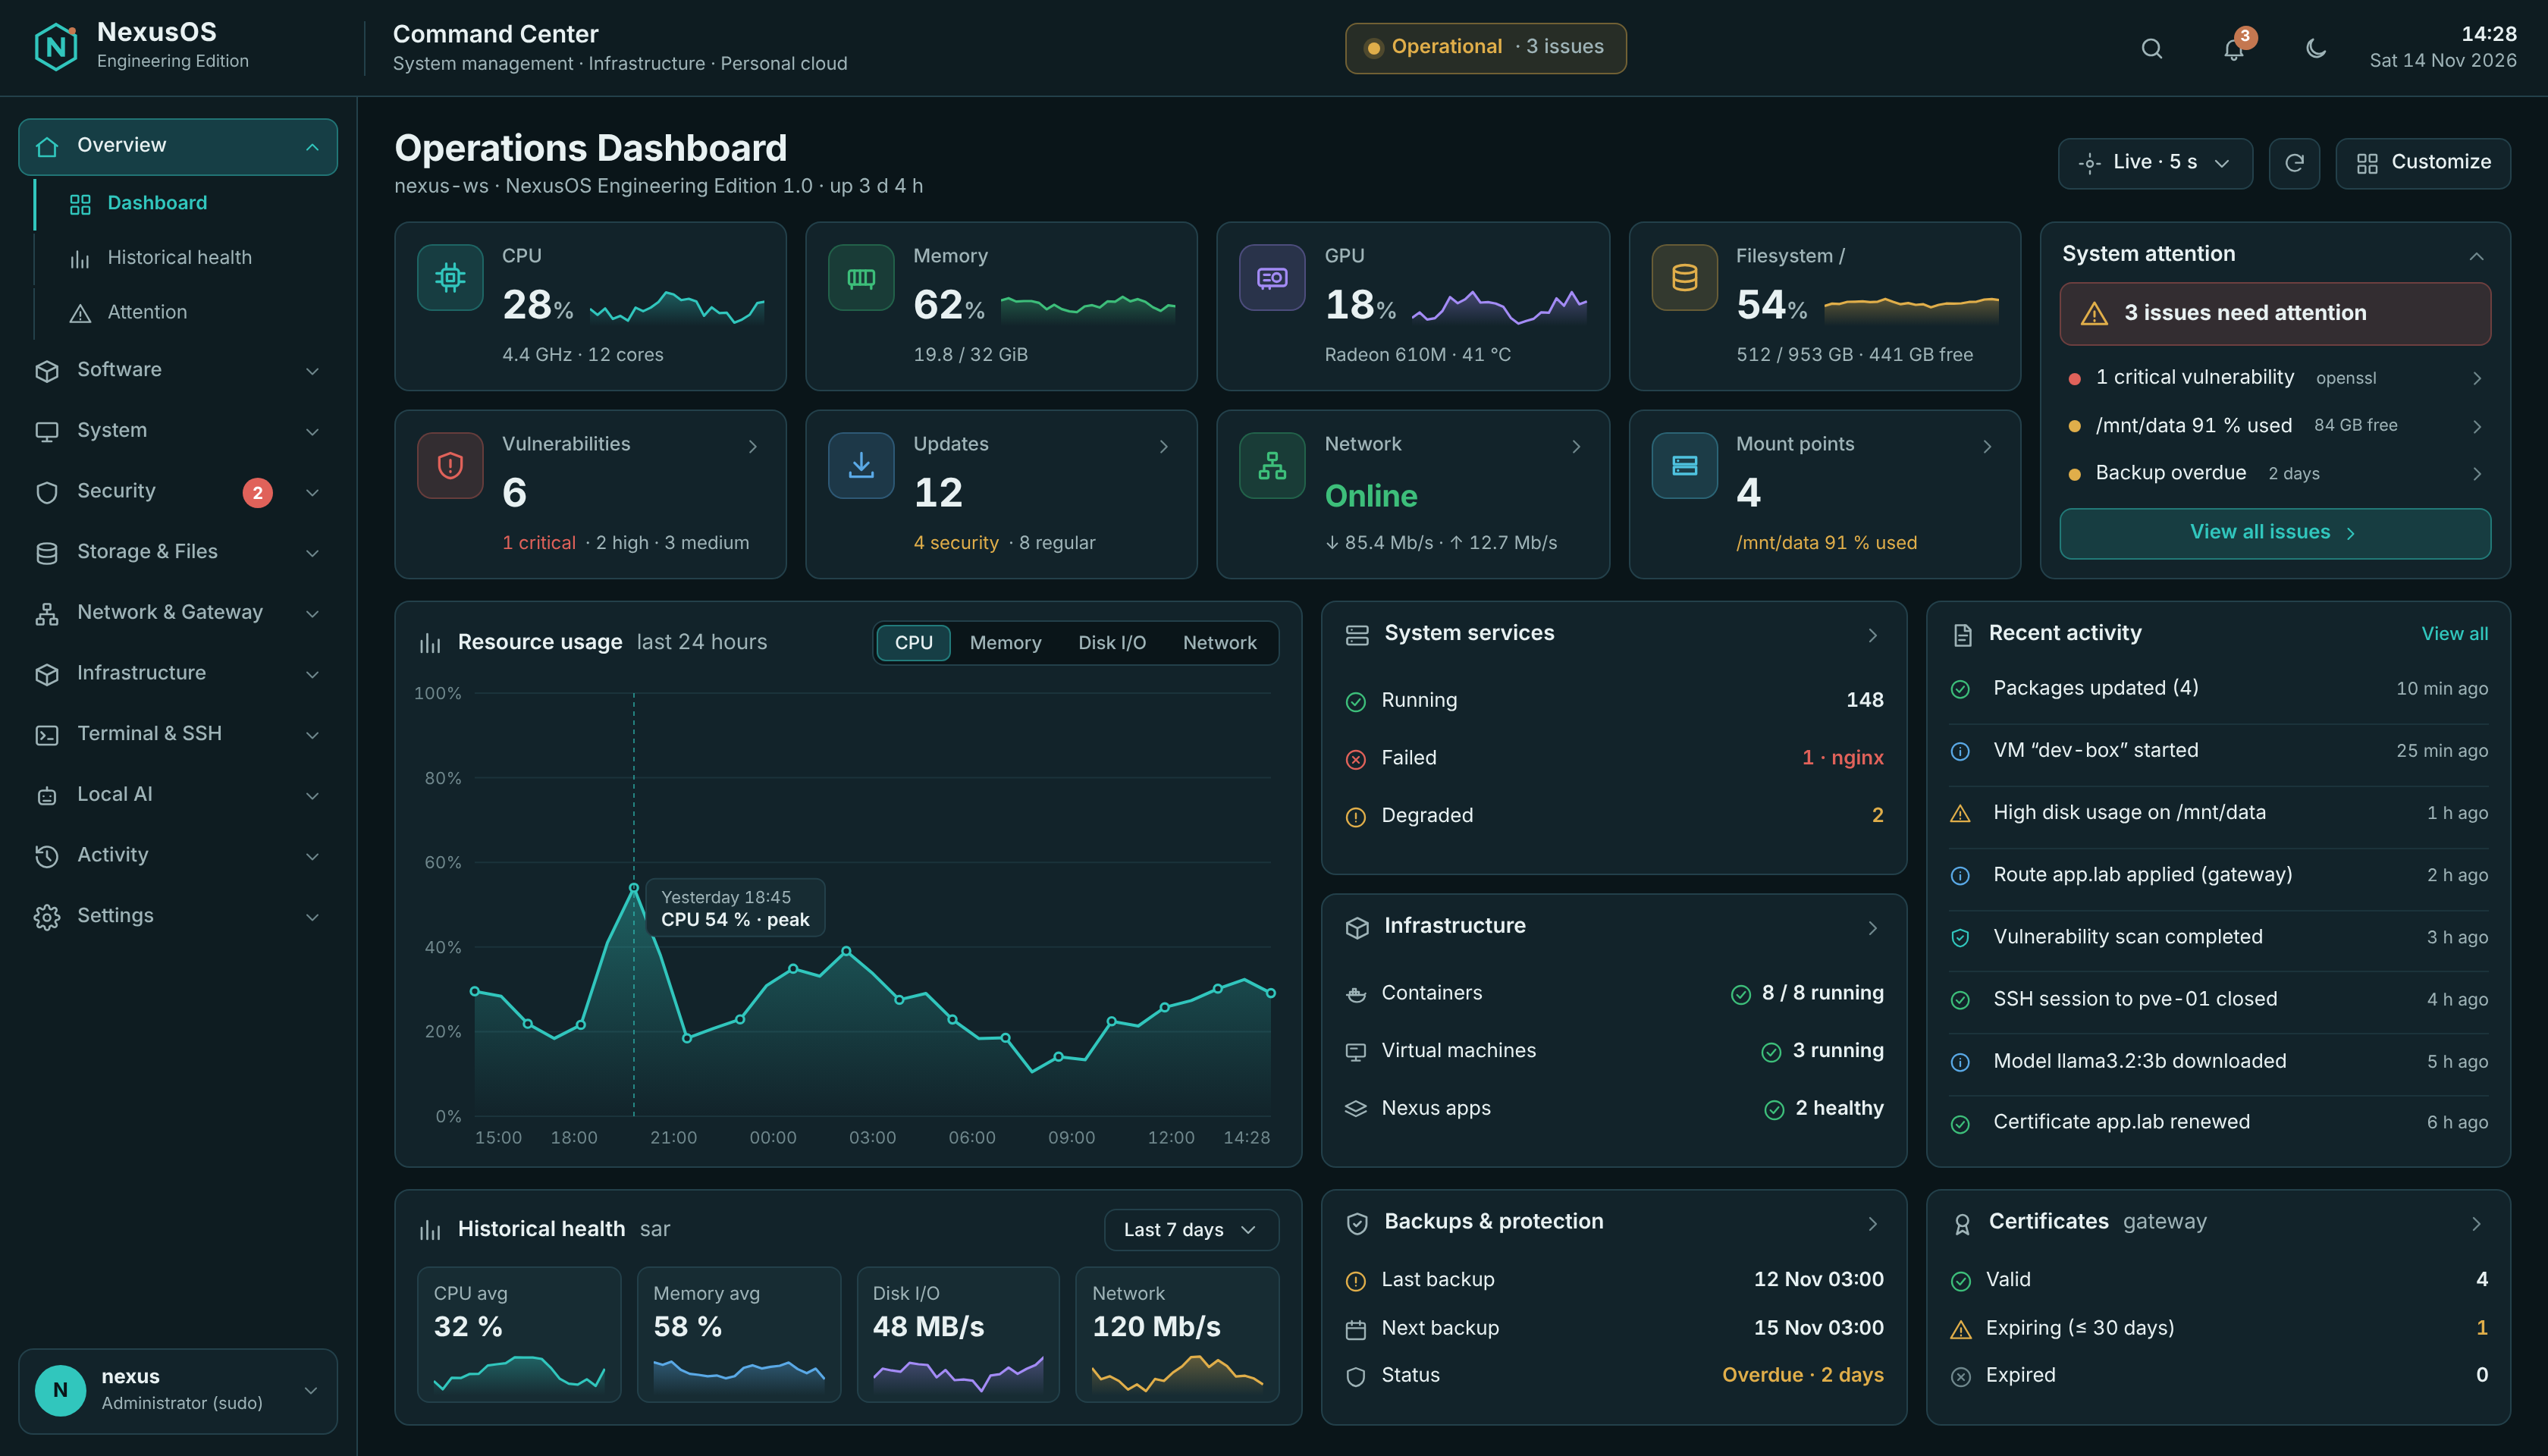 NexusOS
Engineering Edition
Command Center
System management · Infrastructure · Personal cloud
Operational · 3 issues
3
14:28
Sat 14 Nov 2026
Overview
Dashboard
Historical health
Attention
Software
System
Security 2
Storage & Files
Network & Gateway
Infrastructure
Terminal & SSH
Local AI
Activity
Settings
N
nexus
Administrator (sudo)
Operations Dashboard
nexus-ws · NexusOS Engineering Edition 1.0 · up 3 d 4 h
Live · 5 s
Customize
CPU
28%
4.4 GHz · 12 cores
Memory
62%
19.8 / 32 GiB
GPU
18%
Radeon 610M · 41 °C
Filesystem /
54%
512 / 953 GB · 441 GB free
System attention
3 issues need attention
1 critical vulnerability openssl
/mnt/data 91 % used 84 GB free
Backup overdue 2 days
View all issues
Vulnerabilities
6
1 critical · 2 high · 3 medium
Updates
12
4 security · 8 regular
Network
Online
↓ 85.4 Mb/s · ↑ 12.7 Mb/s
Mount points
4
/mnt/data 91 % used
Resource usage last 24 hours
CPU Memory Disk I/O Network
100%
80%
60%
40%
20%
0%
Yesterday 18:45
CPU 54 % · peak
15:00 18:00 21:00 00:00 03:00 06:00 09:00 12:00 14:28
System services
Running 148
Failed 1 · nginx
Degraded 2
Infrastructure
Containers 8 / 8 running
Virtual machines 3 running
Nexus apps 2 healthy
Recent activity View all
Packages updated (4) 10 min ago
VM “dev-box” started 25 min ago
High disk usage on /mnt/data 1 h ago
Route app.lab applied (gateway) 2 h ago
Vulnerability scan completed 3 h ago
SSH session to pve-01 closed 4 h ago
Model llama3.2:3b downloaded 5 h ago
Certificate app.lab renewed 6 h ago
Historical health sar
Last 7 days
CPU avg
32 %
Memory avg
58 %
Disk I/O
48 MB/s
Network
120 Mb/s
Backups & protection
Last backup 12 Nov 03:00
Next backup 15 Nov 03:00
Status Overdue · 2 days
Certificates gateway
Valid 4
Expiring (≤ 30 days) 1
Expired 0